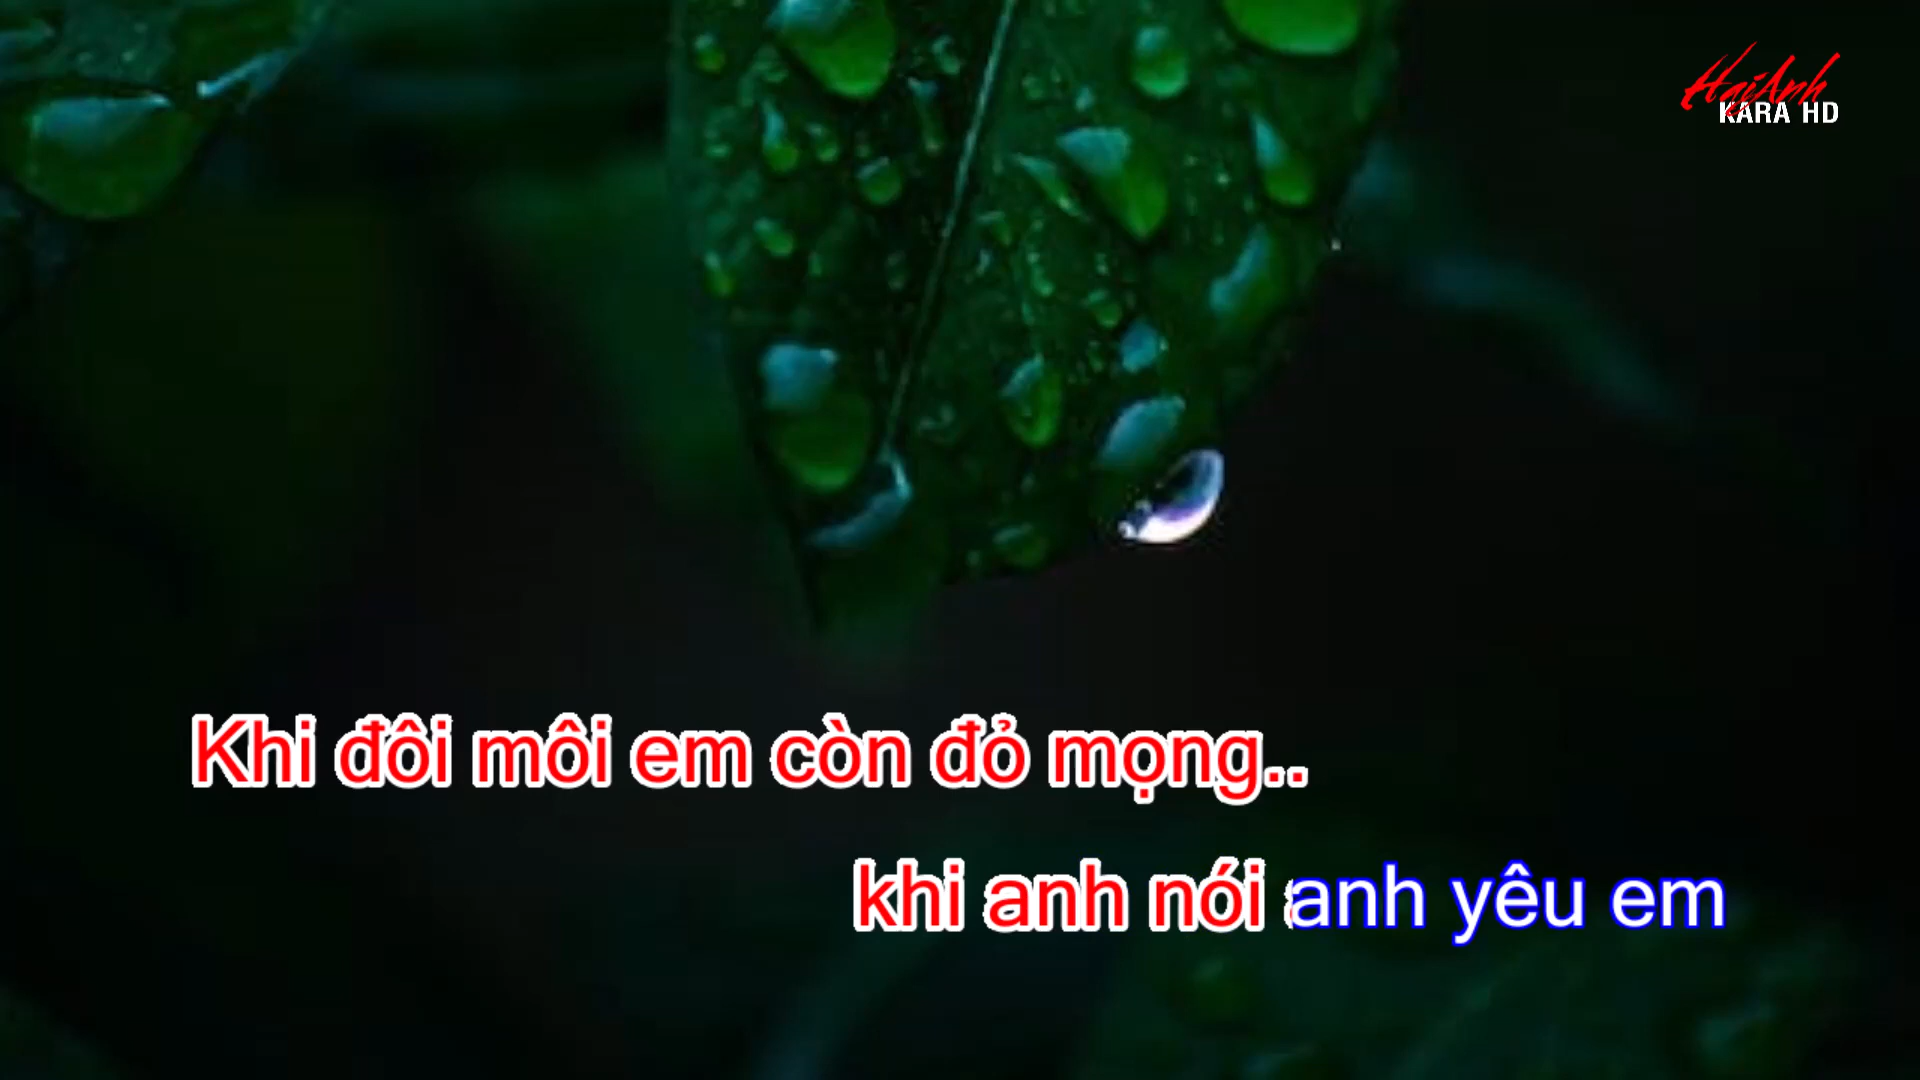 HaiAnh
KARA HD
Khi đôi môi em còn đỏ mọng..
khi anh nói anh yêu em